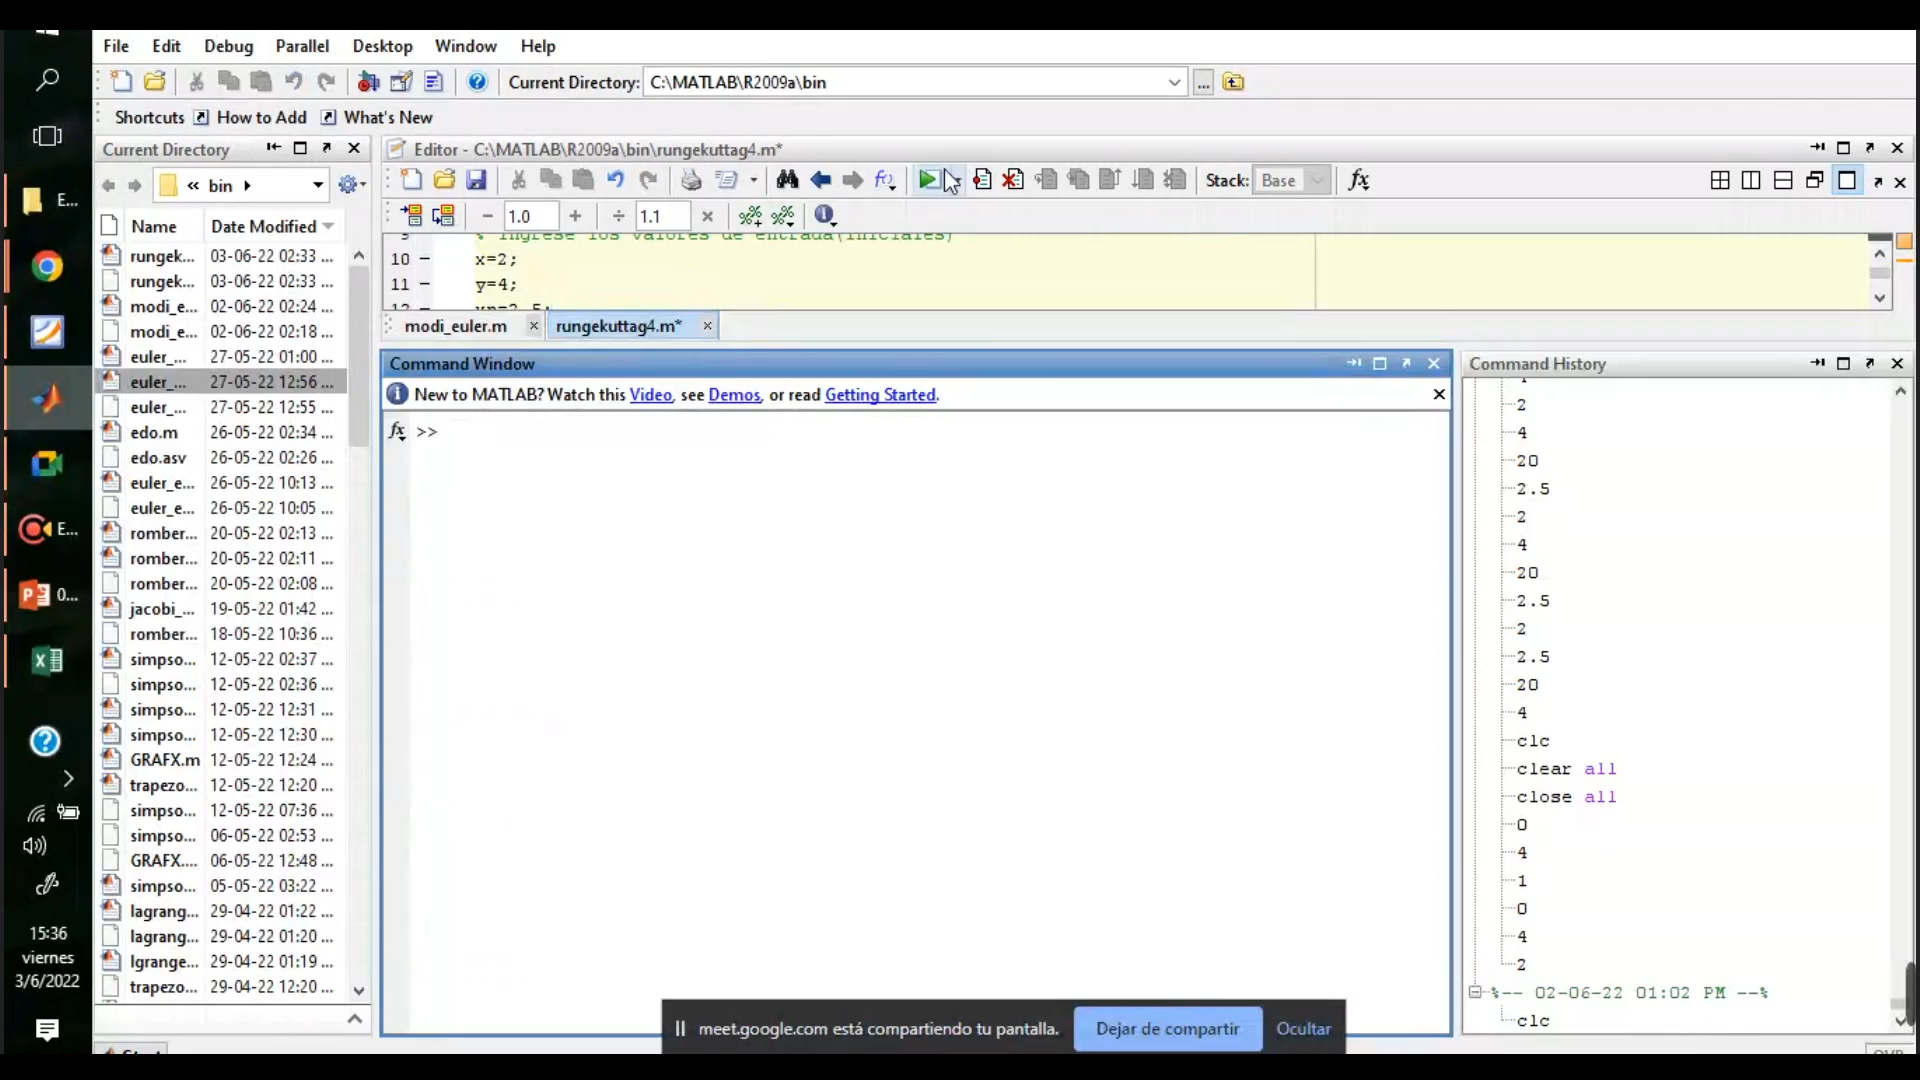 File Edit Debug Parallel Desktop Window Help
Current Directory: C:\MATLAB\R2009a\bin
Shortcuts How to Add What's New
Current Directory
« bin
Name Date Modified
rungek... 03-06-22 02:33 ...
rungek... 03-06-22 02:33 ...
modi_e... 02-06-22 02:24 ...
modi_e... 02-06-22 02:18 ...
euler_... 27-05-22 01:00 ...
euler_... 27-05-22 12:56 ...
euler_... 27-05-22 12:55 ...
edo.m 26-05-22 02:34 ...
edo.asv 26-05-22 02:26 ...
euler_e... 26-05-22 10:13 ...
euler_e... 26-05-22 10:05 ...
romber... 20-05-22 02:13 ...
romber... 20-05-22 02:11 ...
romber... 20-05-22 02:08 ...
jacobi_... 19-05-22 01:42 ...
romber... 18-05-22 10:36 ...
simpso... 12-05-22 02:37 ...
simpso... 12-05-22 02:36 ...
simpso... 12-05-22 12:31 ...
simpso... 12-05-22 12:30 ...
GRAFX.m 12-05-22 12:24 ...
trapezo... 12-05-22 12:20 ...
simpso... 12-05-22 07:36 ...
simpso... 06-05-22 02:53 ...
GRAFX.... 06-05-22 12:48 ...
simpso... 05-05-22 03:22 ...
lagrang... 29-04-22 01:22 ...
lagrang... 29-04-22 01:20 ...
lgrange... 29-04-22 01:19 ...
trapezo... 29-04-22 12:20 ...
Editor - C:\MATLAB\R2009a\bin\rungekuttag4.m*
Stack: Base fx
− 1.0 + ÷ 1.1 ×
9 % Ingrese los valores de entrada(iniciales)
10 – x=2;
11 – y=4;
12 – xn=2.5;
modi_euler.m × rungekuttag4.m* ×
Command Window
New to MATLAB? Watch this Video, see Demos, or read Getting Started.
fx >>
Command History
2
4
20
2.5
2
4
20
2.5
2
2.5
20
4
clc
clear all
close all
0
4
1
0
4
2
%-- 02-06-22 01:02 PM --%
clc
meet.google.com está compartiendo tu pantalla. Dejar de compartir Ocultar
E...
E...
0...
15:36
viernes
3/6/2022